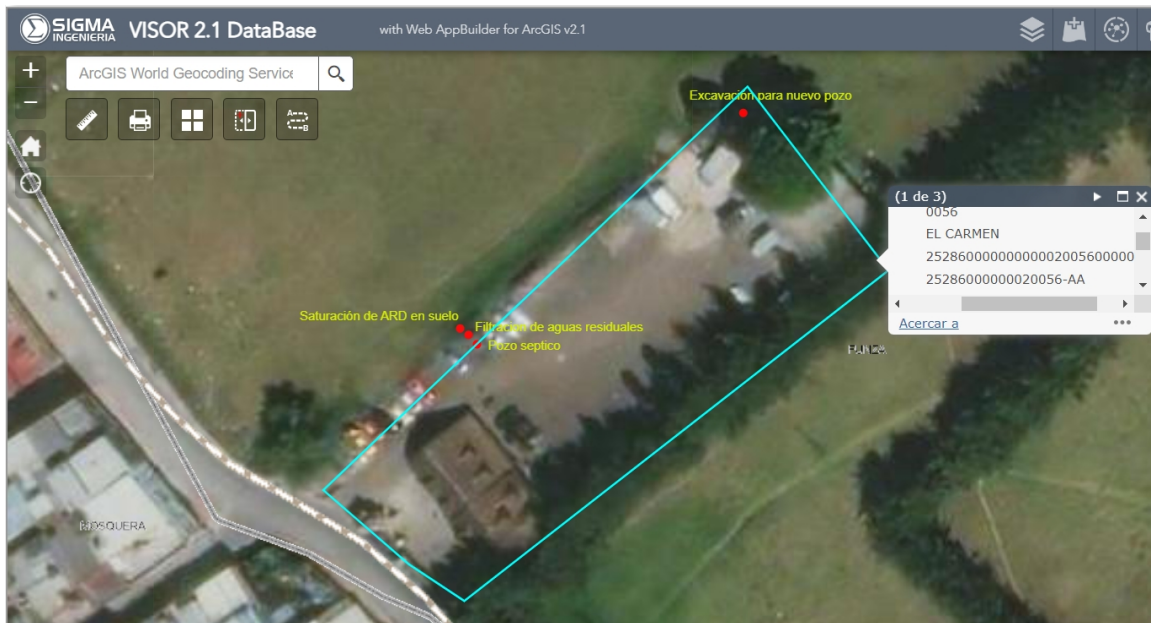 SIGMA
INGENIERIA
VISOR 2.1 DataBase
with Web AppBuilder for ArcGIS v2.1
ArcGIS World Geocoding Service
Excavación para nuevo pozo
(1 de 3)
0056
EL CARMEN
25286000000000002005600000
25286000000020056-AA
Acercar a
Saturación de ARD en suelo
Filtración de aguas residuales
Pozo septico
FUNZA
MOSQUERA